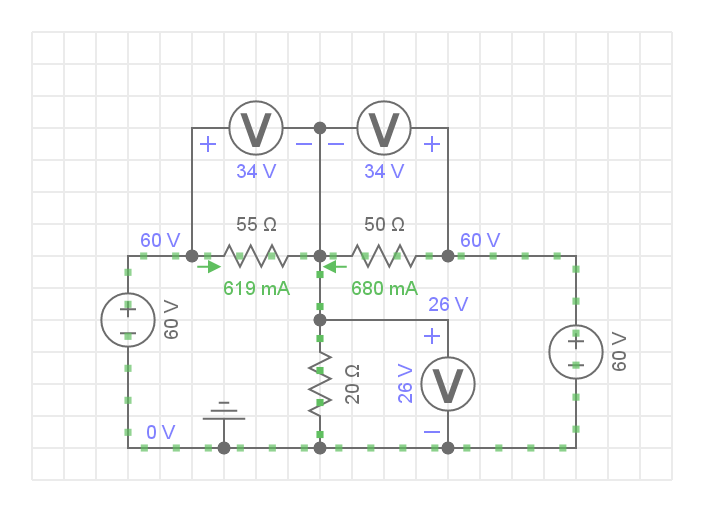 V V
+ − − +
34 V 34 V
55 Ω 50 Ω
60 V 60 V
619 mA 680 mA
26 V
+ + +
60 V 60 V
− − 
20 Ω 26 V V
0 V −